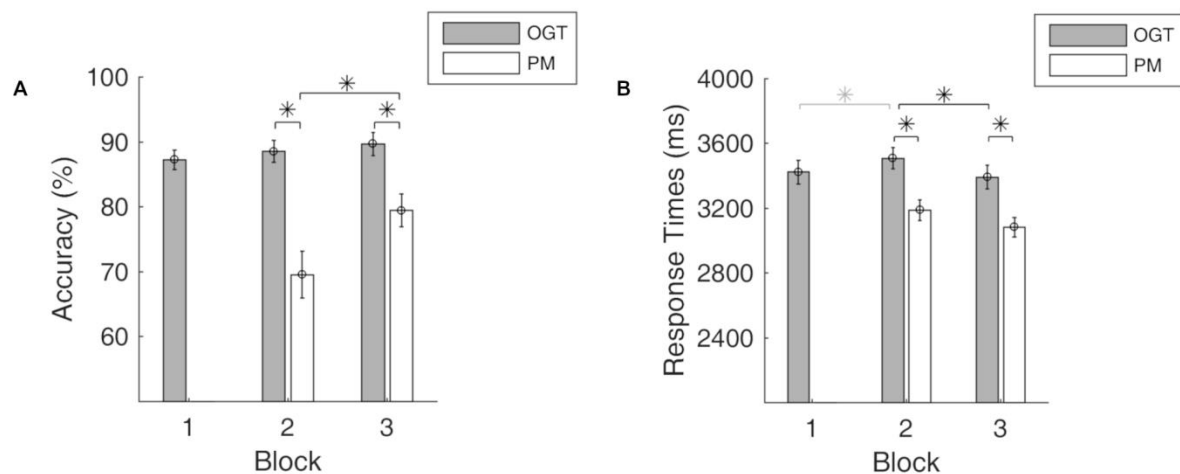 OGT
PM
A
100
90
80
70
60
Accuracy (%)
1 2 3
Block
OGT
PM
B
4000
3600
3200
2800
2400
Response Times (ms)
1 2 3
Block